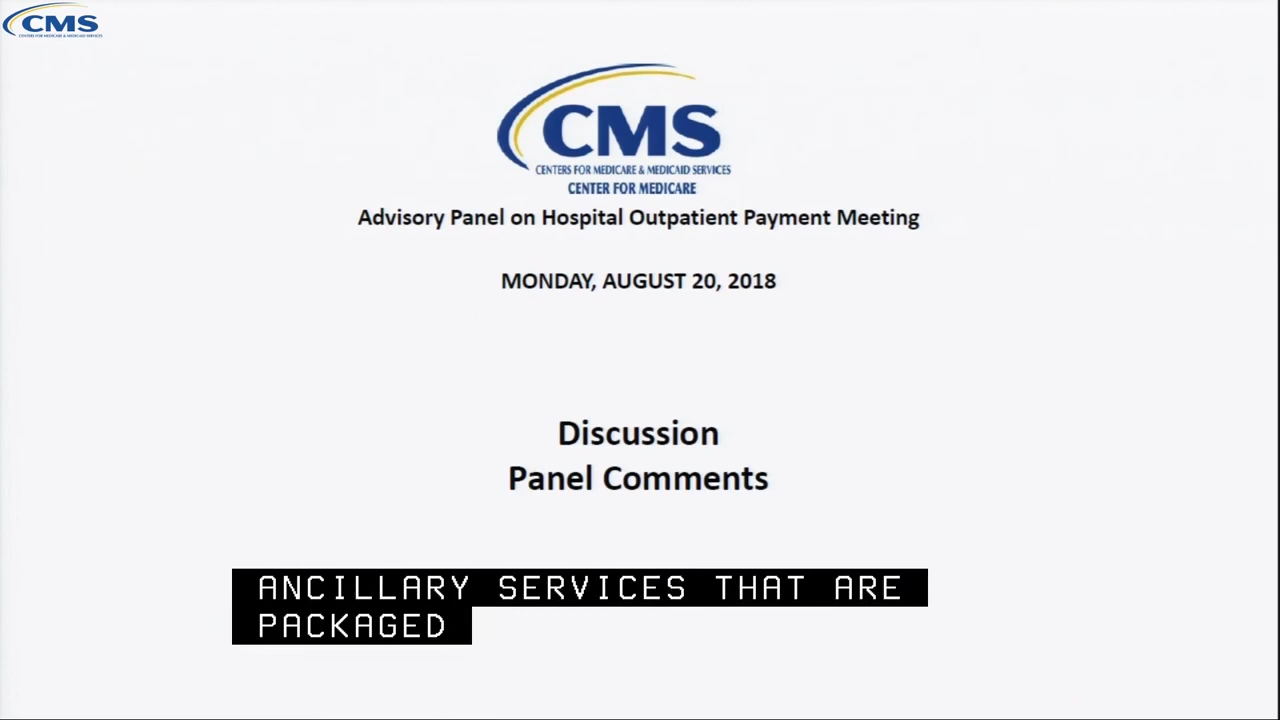 CMS
CENTERS FOR MEDICARE & MEDICAID SERVICES
CMS
CENTERS FOR MEDICARE & MEDICAID SERVICES
CENTER FOR MEDICARE
Advisory Panel on Hospital Outpatient Payment Meeting
MONDAY, AUGUST 20, 2018
Discussion
Panel Comments
ANCILLARY SERVICES THAT ARE
PACKAGED